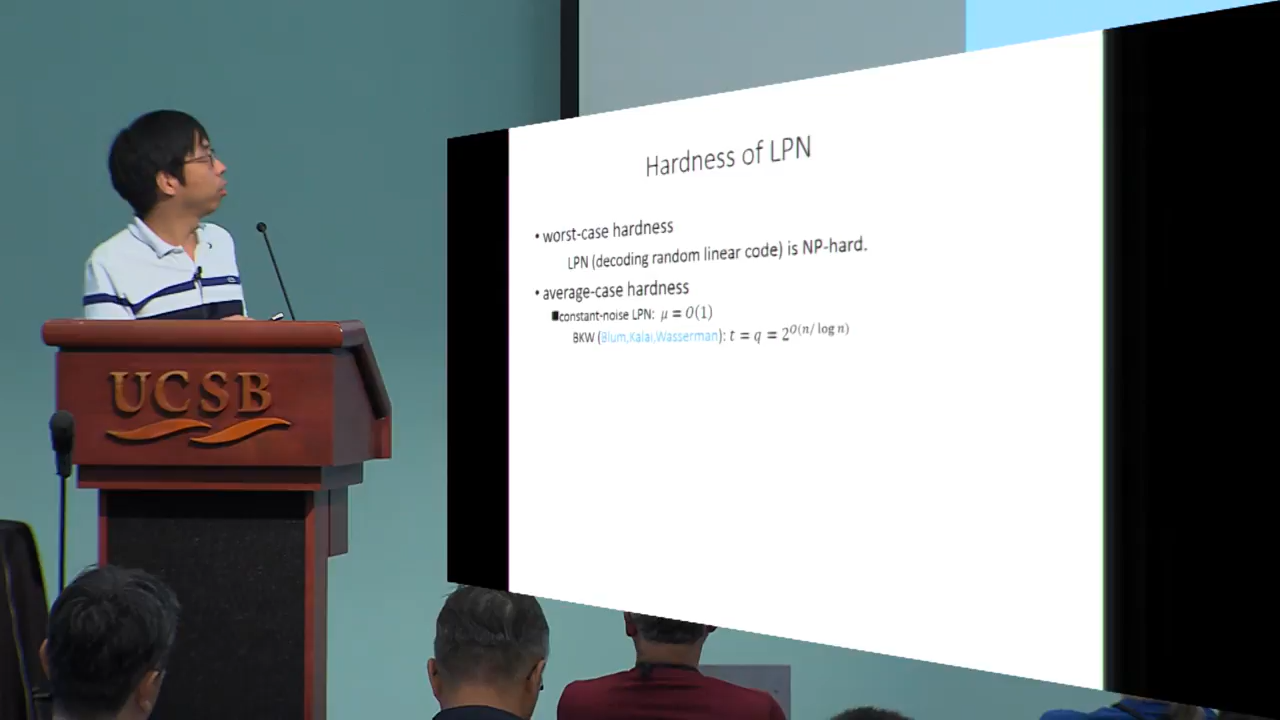 Hardness of LPN
• worst-case hardness
LPN (decoding random linear code) is NP-hard.
• average-case hardness
■constant-noise LPN: μ = O(1)
BKW (Blum,Kalai,Wasserman): t = q = 2^{O(n/ log n)}
UCSB